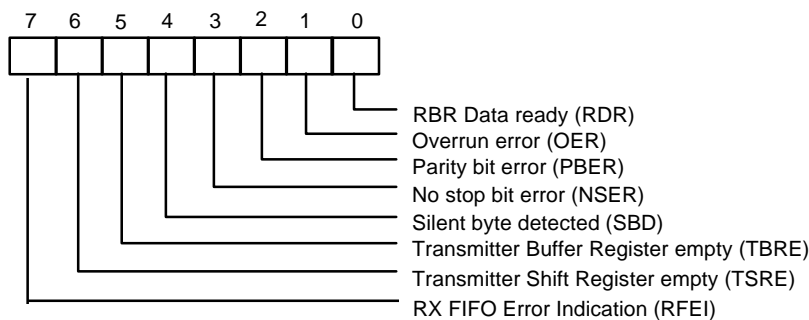 7 6 5 4 3 2 1 0
RBR Data ready (RDR)
Overrun error (OER)
Parity bit error (PBER)
No stop bit error (NSER)
Silent byte detected (SBD)
Transmitter Buffer Register empty (TBRE)
Transmitter Shift Register empty (TSRE)
RX FIFO Error Indication (RFEI)